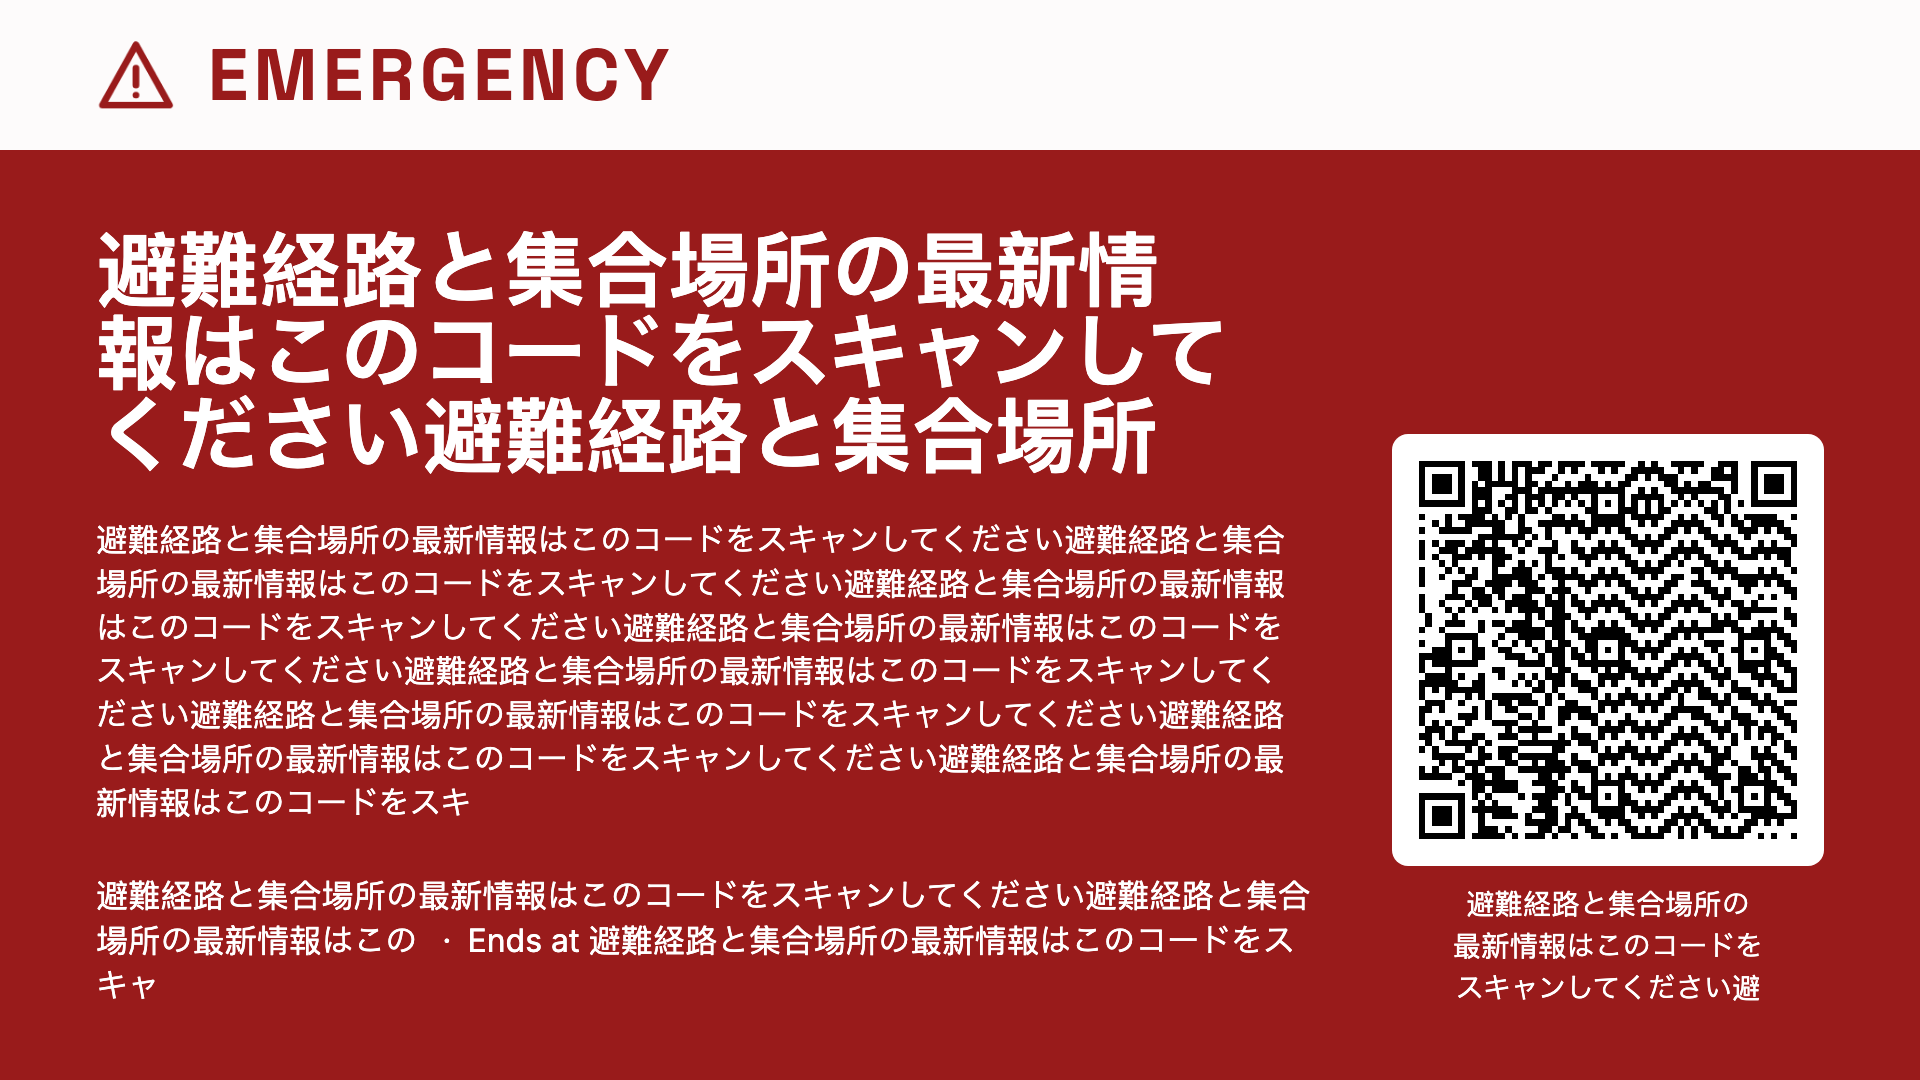 EMERGENCY
避難経路と集合場所の最新情
報はこのコードをスキャンして
ください避難経路と集合場所
避難経路と集合場所の最新情報はこのコードをスキャンしてください避難経路と集合
場所の最新情報はこのコードをスキャンしてください避難経路と集合場所の最新情報
はこのコードをスキャンしてください避難経路と集合場所の最新情報はこのコードを
スキャンしてください避難経路と集合場所の最新情報はこのコードをスキャンしてく
ださい避難経路と集合場所の最新情報はこのコードをスキャンしてください避難経路
と集合場所の最新情報はこのコードをスキャンしてください避難経路と集合場所の最
新情報はこのコードをスキ
避難経路と集合場所の最新情報はこのコードをスキャンしてください避難経路と集合
場所の最新情報はこの · Ends at 避難経路と集合場所の最新情報はこのコードをス
キャ
避難経路と集合場所の
最新情報はこのコードを
スキャンしてください避